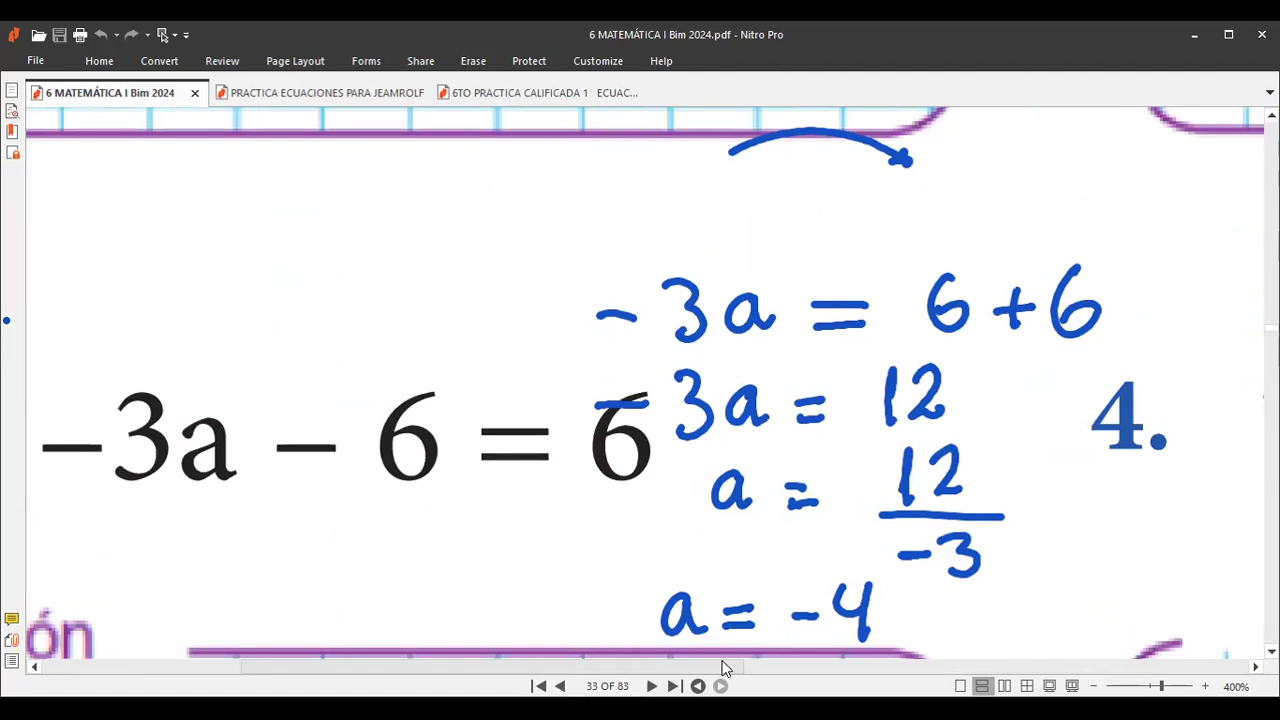 6 MATEMÁTICA I Bim 2024.pdf - Nitro Pro
File Home Convert Review Page Layout Forms Share Erase Protect Customize Help
6 MATEMÁTICA I Bim 2024 PRACTICA ECUACIONES PARA JEAMROLF 6TO PRACTICA CALIFICADA 1 ECUAC...
-3a = 6+6
-3a = 12
–3a – 6 = 6
4.
a = 12/-3
a = -4
ón
33 OF 83
400%